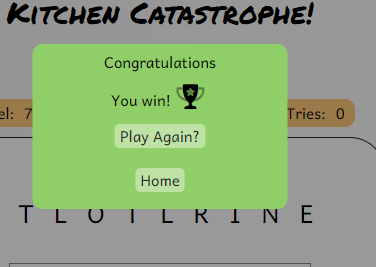 Kitchen Catastrophe!
Congratulations
You win!
el: 7
Tries: 0
Play Again?
Home
T L O T L R I N E